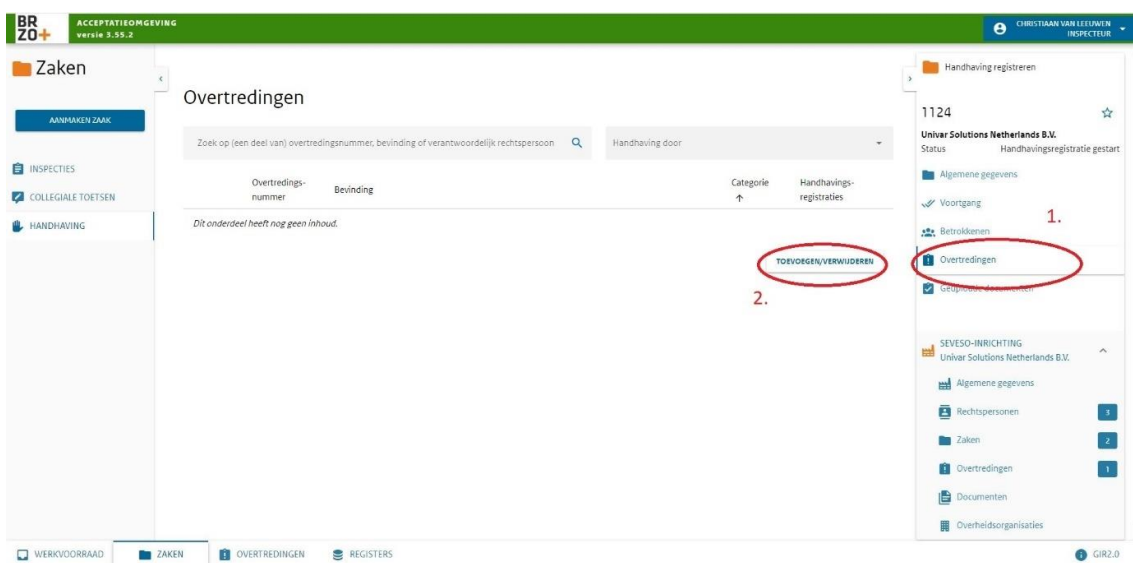 BR
ZO+
ACCEPTATIEOMGEVING
versie 3.55.2
CHRISTIAAN VAN LEEUWEN
INSPECTEUR
Zaken
AANMAKEN ZAAK
INSPECTIES
COLLEGIALE TOETSEN
HANDHAVING
Overtredingen
Zoek op (een deel van) overtredingsnummer, bevinding of verantwoordelijk rechtspersoon
Handhaving door
Overtredings-
nummer
Bevinding
Categorie
Handhavings-
registraties
Dit onderdeel heeft nog geen inhoud.
TOEVOEGEN/VERWIJDEREN
2.
Handhaving registreren
1124
Univar Solutions Netherlands B.V.
Status Handhavingsregistratie gestart
Algemene gegevens
Voortgang
1.
Betrokkenen
Overtredingen
Geüploade documenten
SEVESO-INRICHTING
Univar Solutions Netherlands B.V.
Algemene gegevens
Rechtspersonen 3
Zaken 2
Overtredingen 1
Documenten
Overheidsorganisaties
WERKVOORRAAD
ZAKEN
OVERTREDINGEN
REGISTERS
GIR2.0